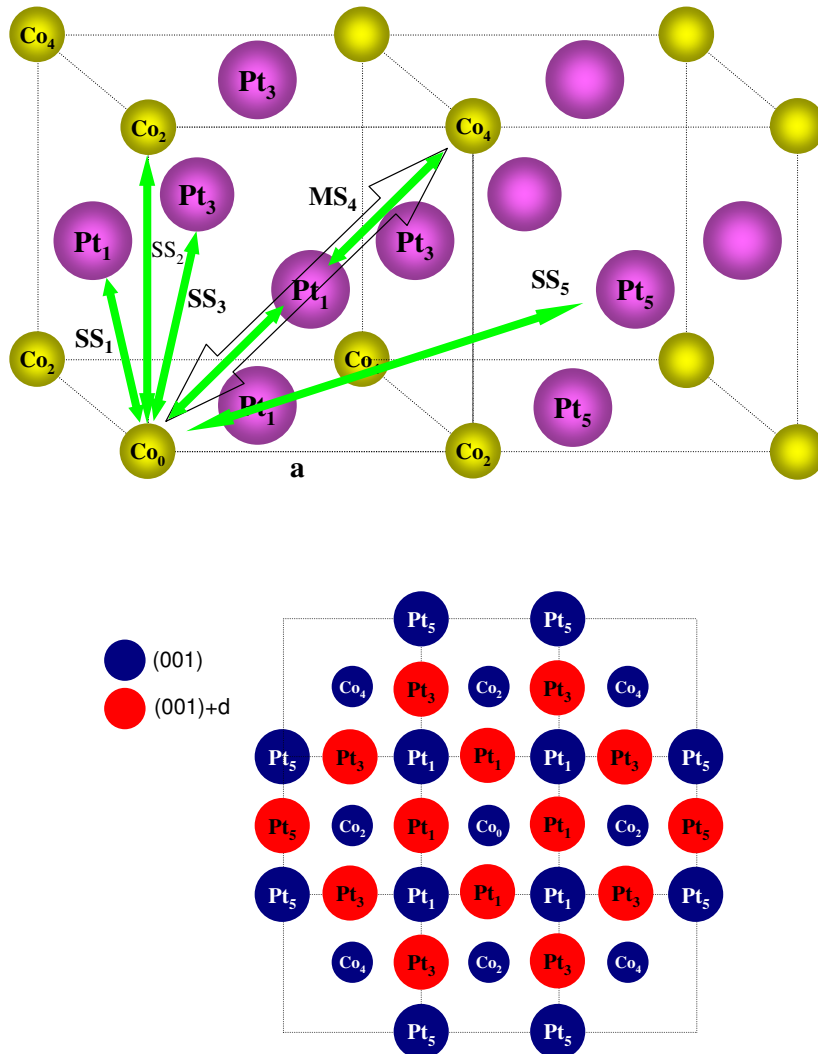 Co₄
Pt₃
Co₂ Co₄
Pt₃ MS₄
Pt₁ SS₂ Pt₃
SS₃ Pt₁ SS₅ Pt₅
SS₁
Co₂ Co
Pt₁ Pt₅
Co₀ Co₂
a
Pt₅ Pt₅
(001)
Co₄ Pt₃ Co₂ Pt₃ Co₄
(001)+d
Pt₅ Pt₃ Pt₁ Pt₁ Pt₁ Pt₃ Pt₅
Pt₅ Co₂ Pt₁ Co₀ Pt₁ Co₂ Pt₅
Pt₅ Pt₃ Pt₁ Pt₁ Pt₁ Pt₃ Pt₅
Co₄ Pt₃ Co₂ Pt₃ Co₄
Pt₅ Pt₅